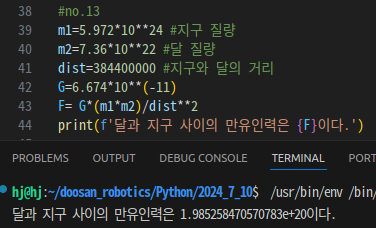 38 #no.13
39 m1=5.972*10**24 #지구 질량
40 m2=7.36*10**22 #달 질량
41 dist=384400000 #지구와 달의 거리
42 G=6.674*10**(-11)
43 F= G*(m1*m2)/dist**2
44 print(f'달과 지구 사이의 만유인력은 {F}이다.')
PROBLEMS OUTPUT DEBUG CONSOLE TERMINAL PORT
hj@hj:~/doosan_robotics/Python/2024_7_10$ /usr/bin/env /bin
달과 지구 사이의 만유인력은 1.985258470570783e+20이다.